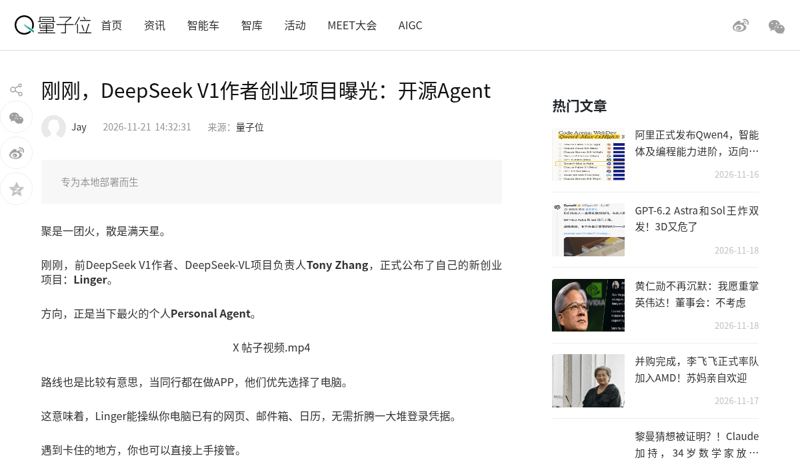 量子位
首页 资讯 智能车 智库 活动 MEET大会 AIGC
刚刚，DeepSeek V1作者创业项目曝光：开源Agent
Jay 2026-11-21 14:32:31 来源：量子位
专为本地部署而生
聚是一团火，散是满天星。
刚刚，前DeepSeek V1作者、DeepSeek-VL项目负责人Tony Zhang，正式公布了自己的新创业
项目：Linger。
方向，正是当下最火的个人Personal Agent。
X 帖子视频.mp4
路线也是比较有意思，当同行都在做APP，他们优先选择了电脑。
这意味着，Linger能操纵你电脑已有的网页、邮件箱、日历，无需折腾一大堆登录凭据。
遇到卡住的地方，你也可以直接上手接管。
热门文章
阿里正式发布Qwen4，智能
体及编程能力进阶，迈向…
2026-11-16
GPT-6.2 Astra和Sol王炸双
发！3D又危了
2026-11-18
黄仁勋不再沉默：我愿重掌
英伟达！董事会：不考虑
2026-11-18
并购完成，李飞飞正式率队
加入AMD！苏妈亲自欢迎
2026-11-17
黎曼猜想被证明？！Claude
加持，34岁数学家放…